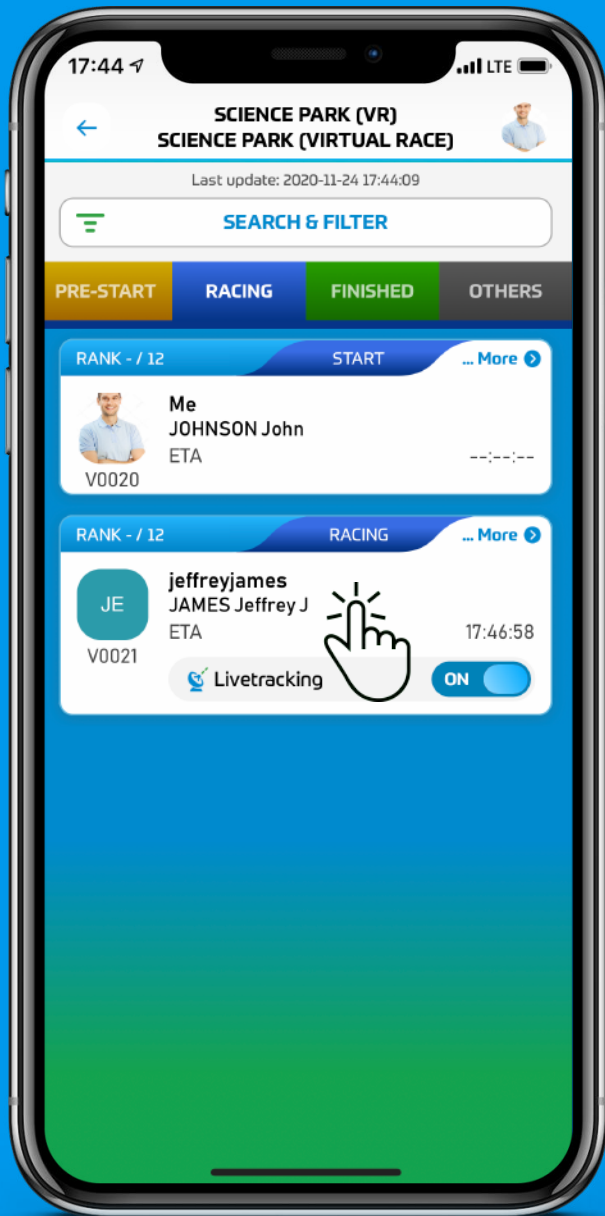 17:44 LTE
SCIENCE PARK (VR)
SCIENCE PARK (VIRTUAL RACE)
Last update: 2020-11-24 17:44:09
SEARCH & FILTER
PRE-START RACING FINISHED OTHERS
RANK - / 12 START ... More
Me
JOHNSON John
ETA --:--:--
V0020
RANK - / 12 RACING ... More
jeffreyjames
JE JAMES Jeffrey J
ETA 17:46:58
V0021
Livetracking ON